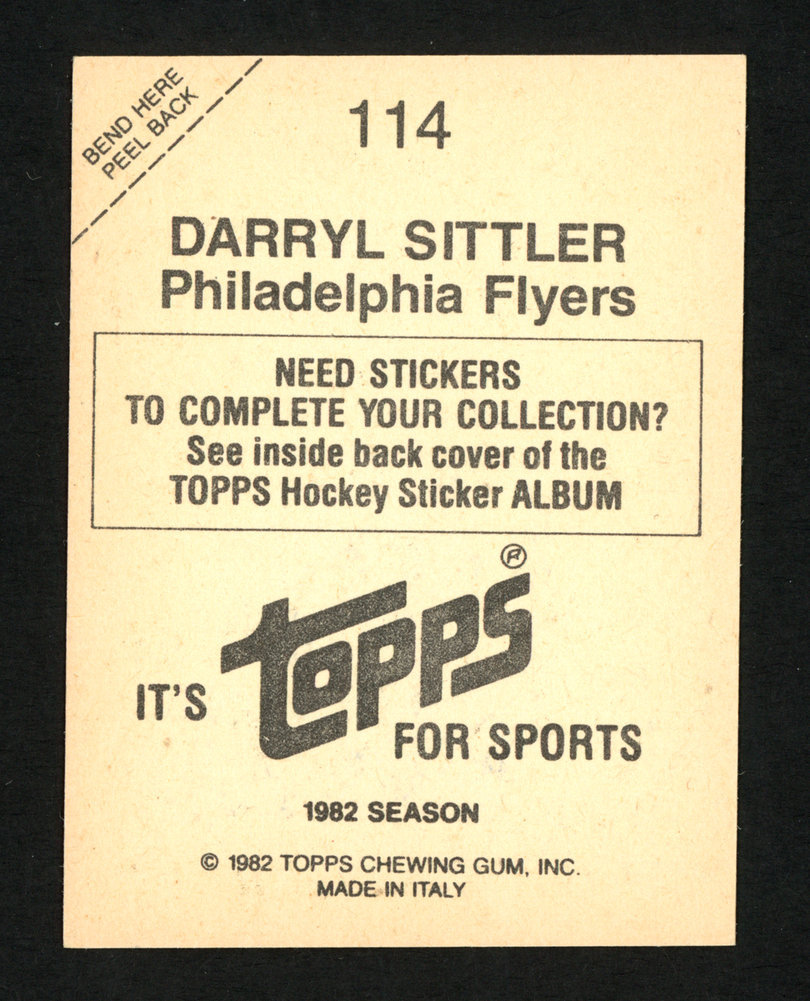 BEND HERE
PEEL BACK
114
DARRYL SITTLER
Philadelphia Flyers
NEED STICKERS
TO COMPLETE YOUR COLLECTION?
See inside back cover of the
TOPPS Hockey Sticker ALBUM
IT'S topps ®
FOR SPORTS
1982 SEASON
© 1982 TOPPS CHEWING GUM, INC.
MADE IN ITALY